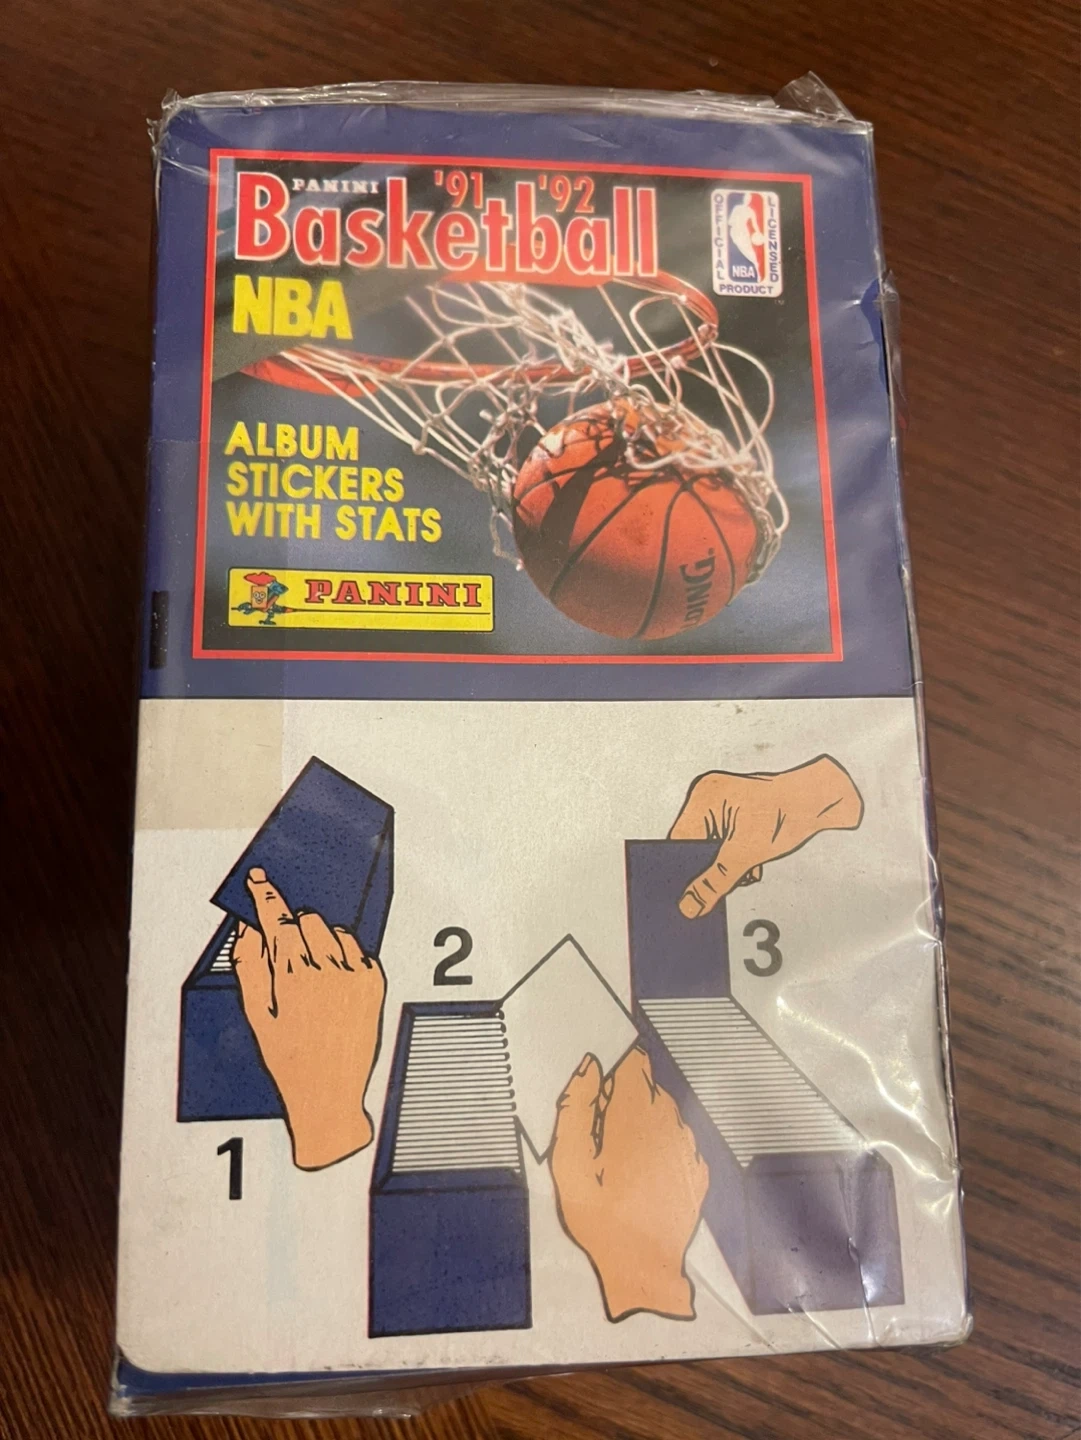 PANINI '91 '92
Basketball
NBA
OFFICIAL LICENSED
NBA
PRODUCT
ALBUM
STICKERS
WITH STATS
PANINI
2
3
1